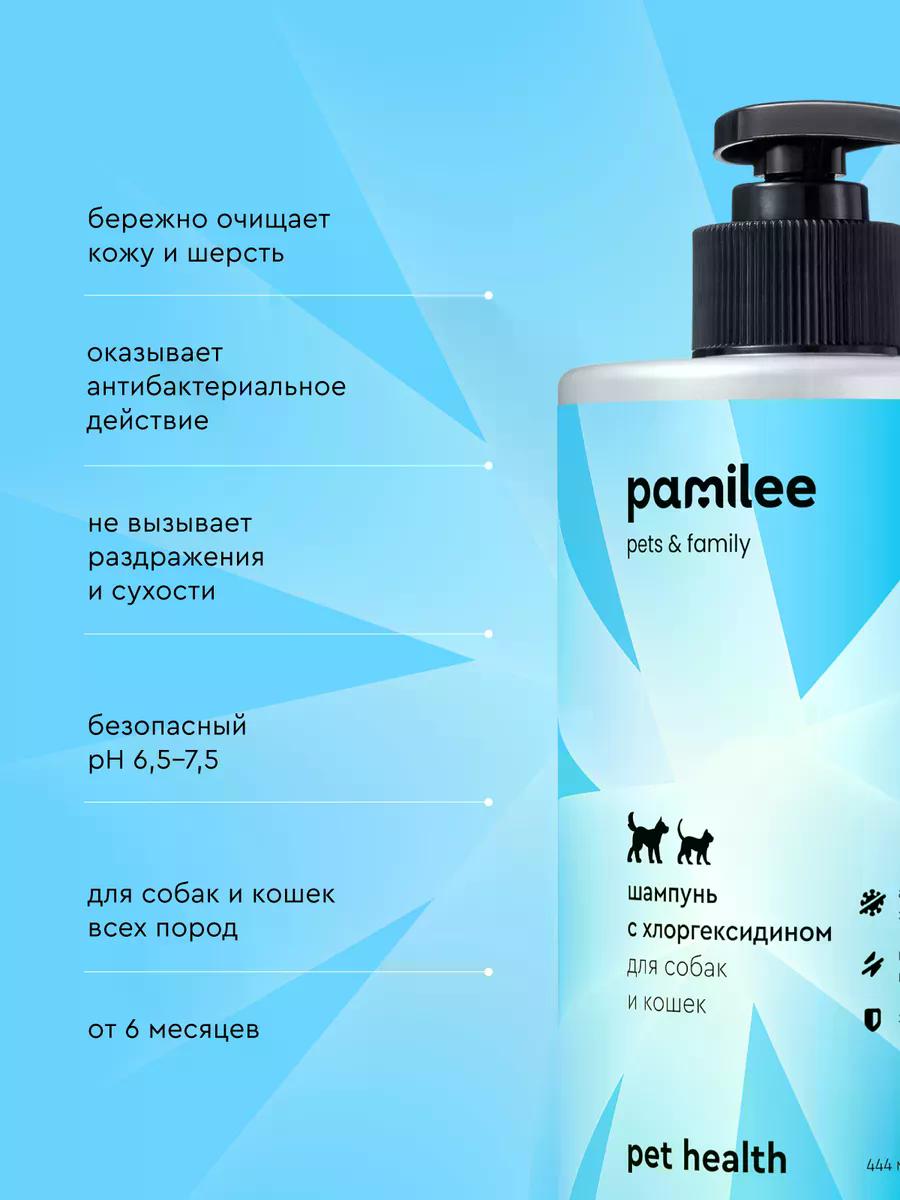 бережно очищает
кожу и шерсть
оказывает
антибактериальное
действие
не вызывает
раздражения
и сухости
безопасный
pH 6,5–7,5
для собак и кошек
всех пород
от 6 месяцев
pamilee
pets & family
шампунь
с хлоргексидином
для собак
и кошек
pet health
444